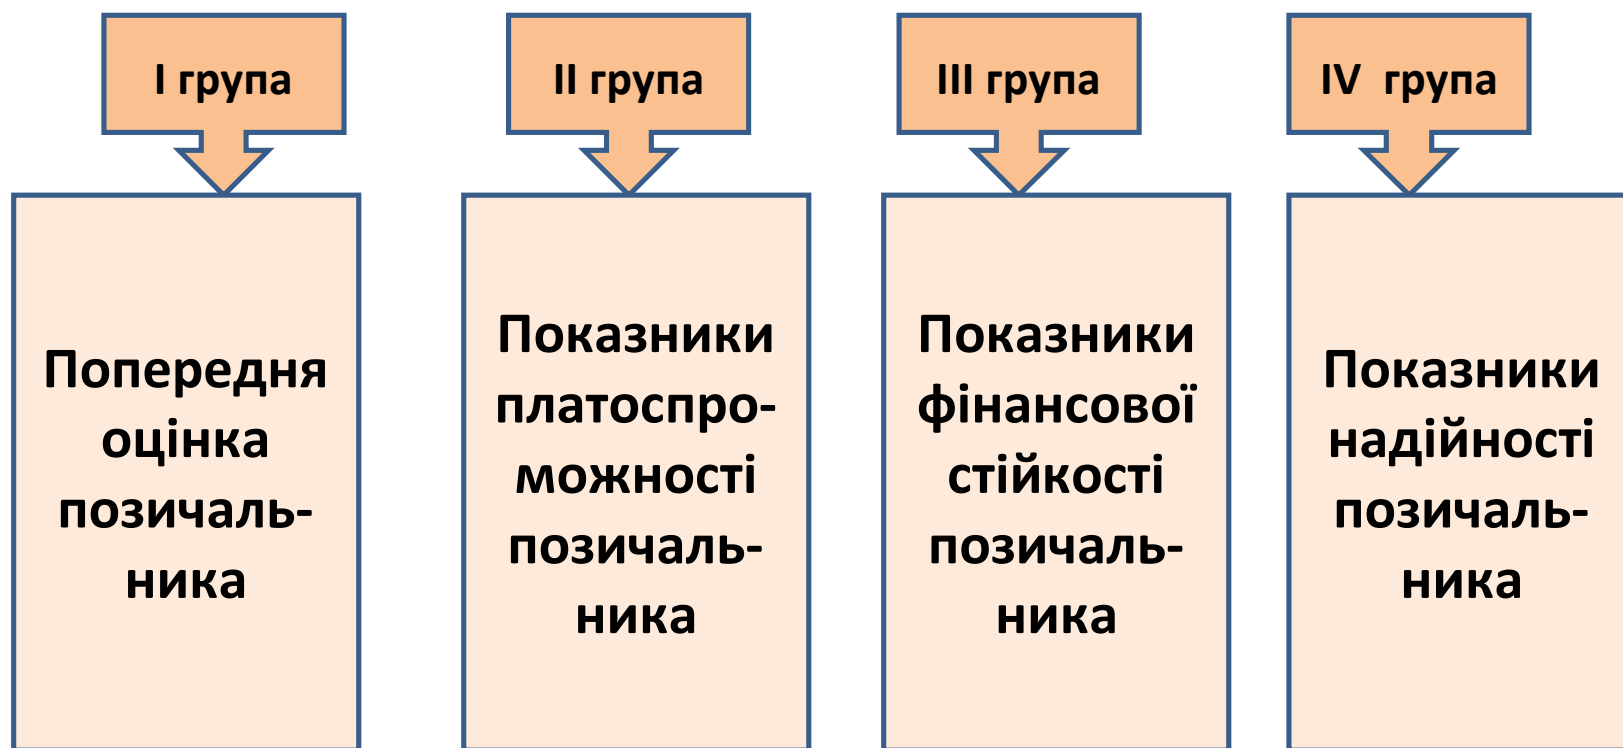 I група
Попередня
оцінка
позичаль-
ника
II група
Показники
платоспро-
можності
позичаль-
ника
III група
Показники
фінансової
стійкості
позичаль-
ника
IV група
Показники
надійності
позичаль-
ника